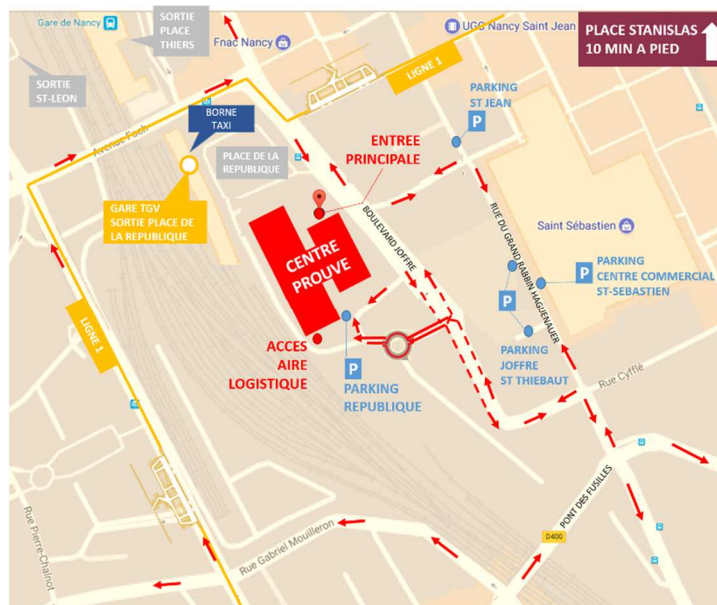 Gare de Nancy
SORTIE
PLACE
THIERS
Fnac Nancy
UGC Nancy Saint Jean
PLACE STANISLAS
10 MIN A PIED
LIGNE 1
SORTIE
ST-LEON
PARKING
ST JEAN
P
BORNE
TAXI
Avenue Foch
ENTREE
PRINCIPALE
PLACE DE LA
REPUBLIQUE
GARE TGV
SORTIE PLACE DE
LA REPUBLIQUE
BOULEVARD JOFFRE
RUE DU GRAND RABBIN HAGUENAUER
Saint Sébastien
CENTRE
PROUVE
P
PARKING
CENTRE COMMERCIAL
ST-SEBASTIEN
P
LIGNE 1
ACCES
AIRE
LOGISTIQUE
P
PARKING
REPUBLIQUE
PARKING
JOFFRE
ST THIEBAUT
Rue Cyfflé
PONT DES FUSILLES
D400
Rue Pierre-Chalnot
Rue Gabriel Mouilleron